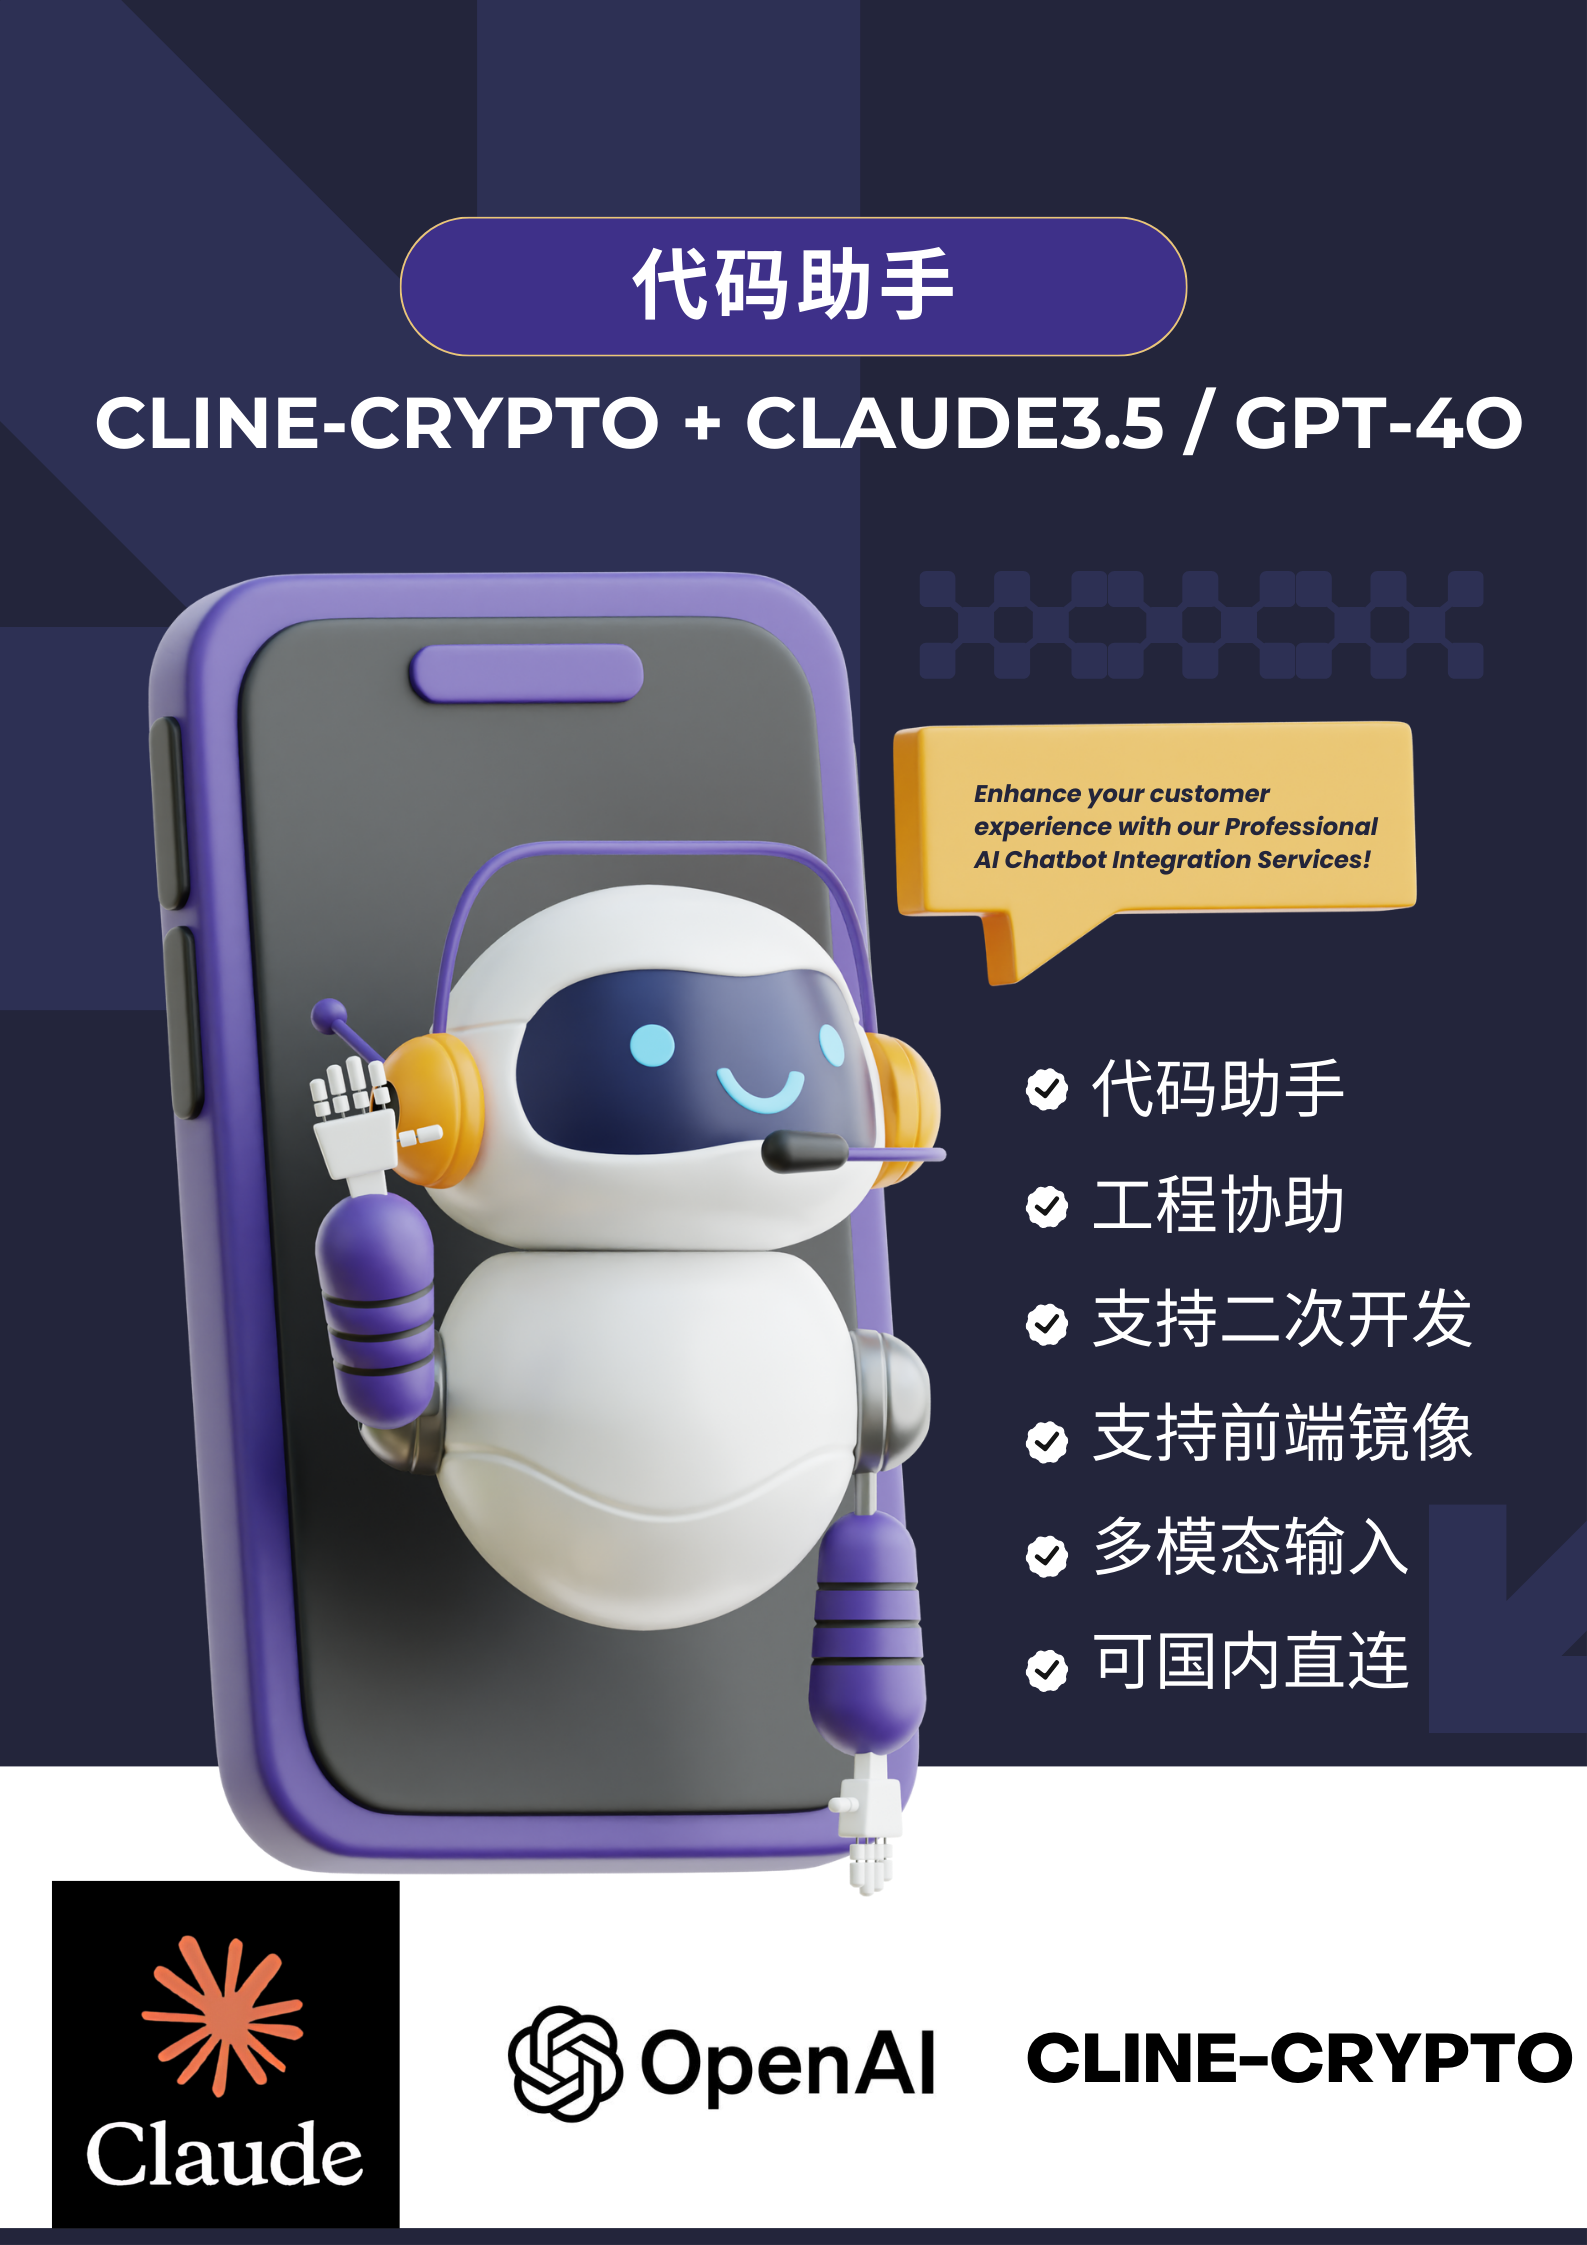 代码助手
CLINE-CRYPTO + CLAUDE3.5 / GPT-4O
Enhance your customer
experience with our Professional
AI Chatbot Integration Services!
代码助手
工程协助
支持二次开发
支持前端镜像
多模态输入
可国内直连
Claude
OpenAI
CLINE-CRYPTO